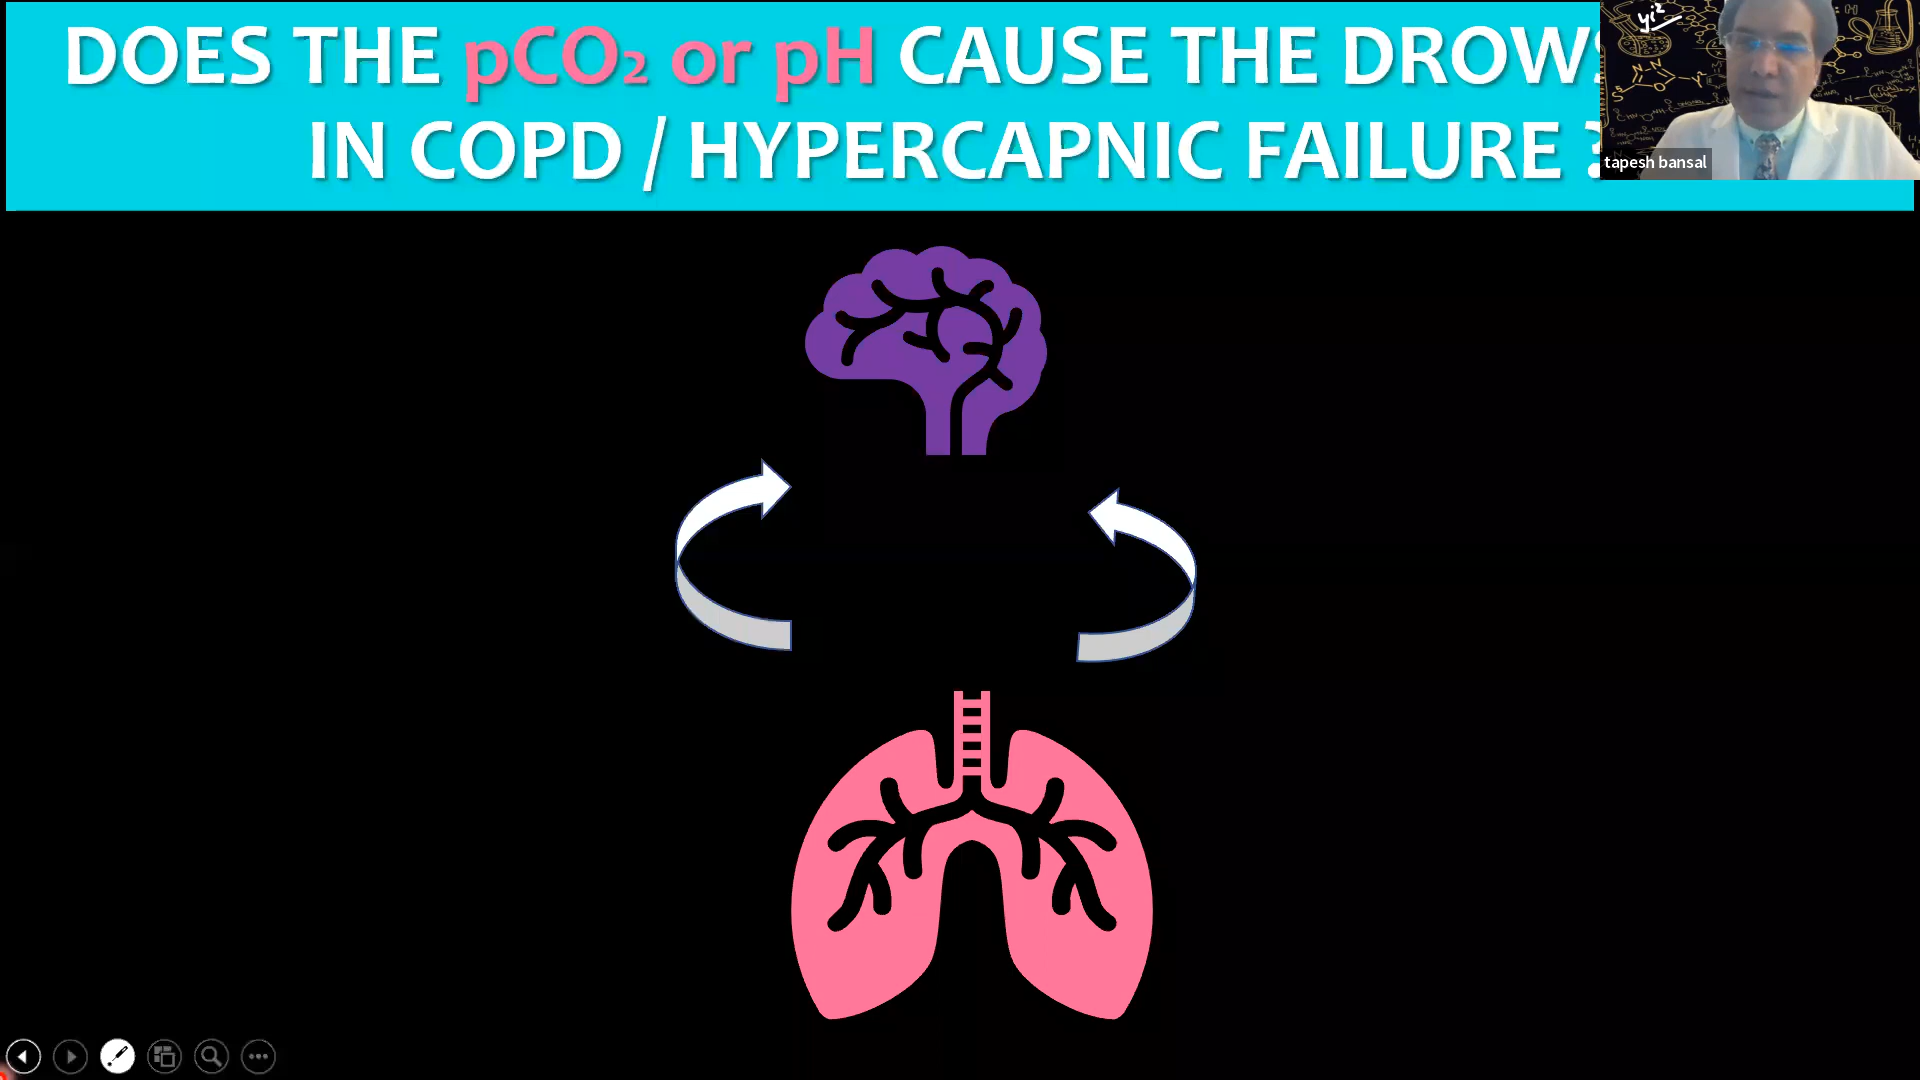 DOES THE pCO₂ or pH CAUSE THE DROWS
IN COPD / HYPERCAPNIC FAILURE ?
tapesh bansal